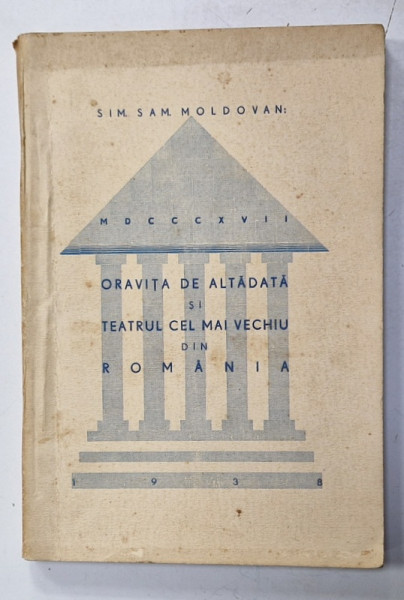 SIM. SAM. MOLDOVAN:
MDCCCXVII
ORAVIȚA DE ALTĂDATĂ
ȘI
TEATRUL CEL MAI VECHIU
DIN
ROMÂNIA
1938